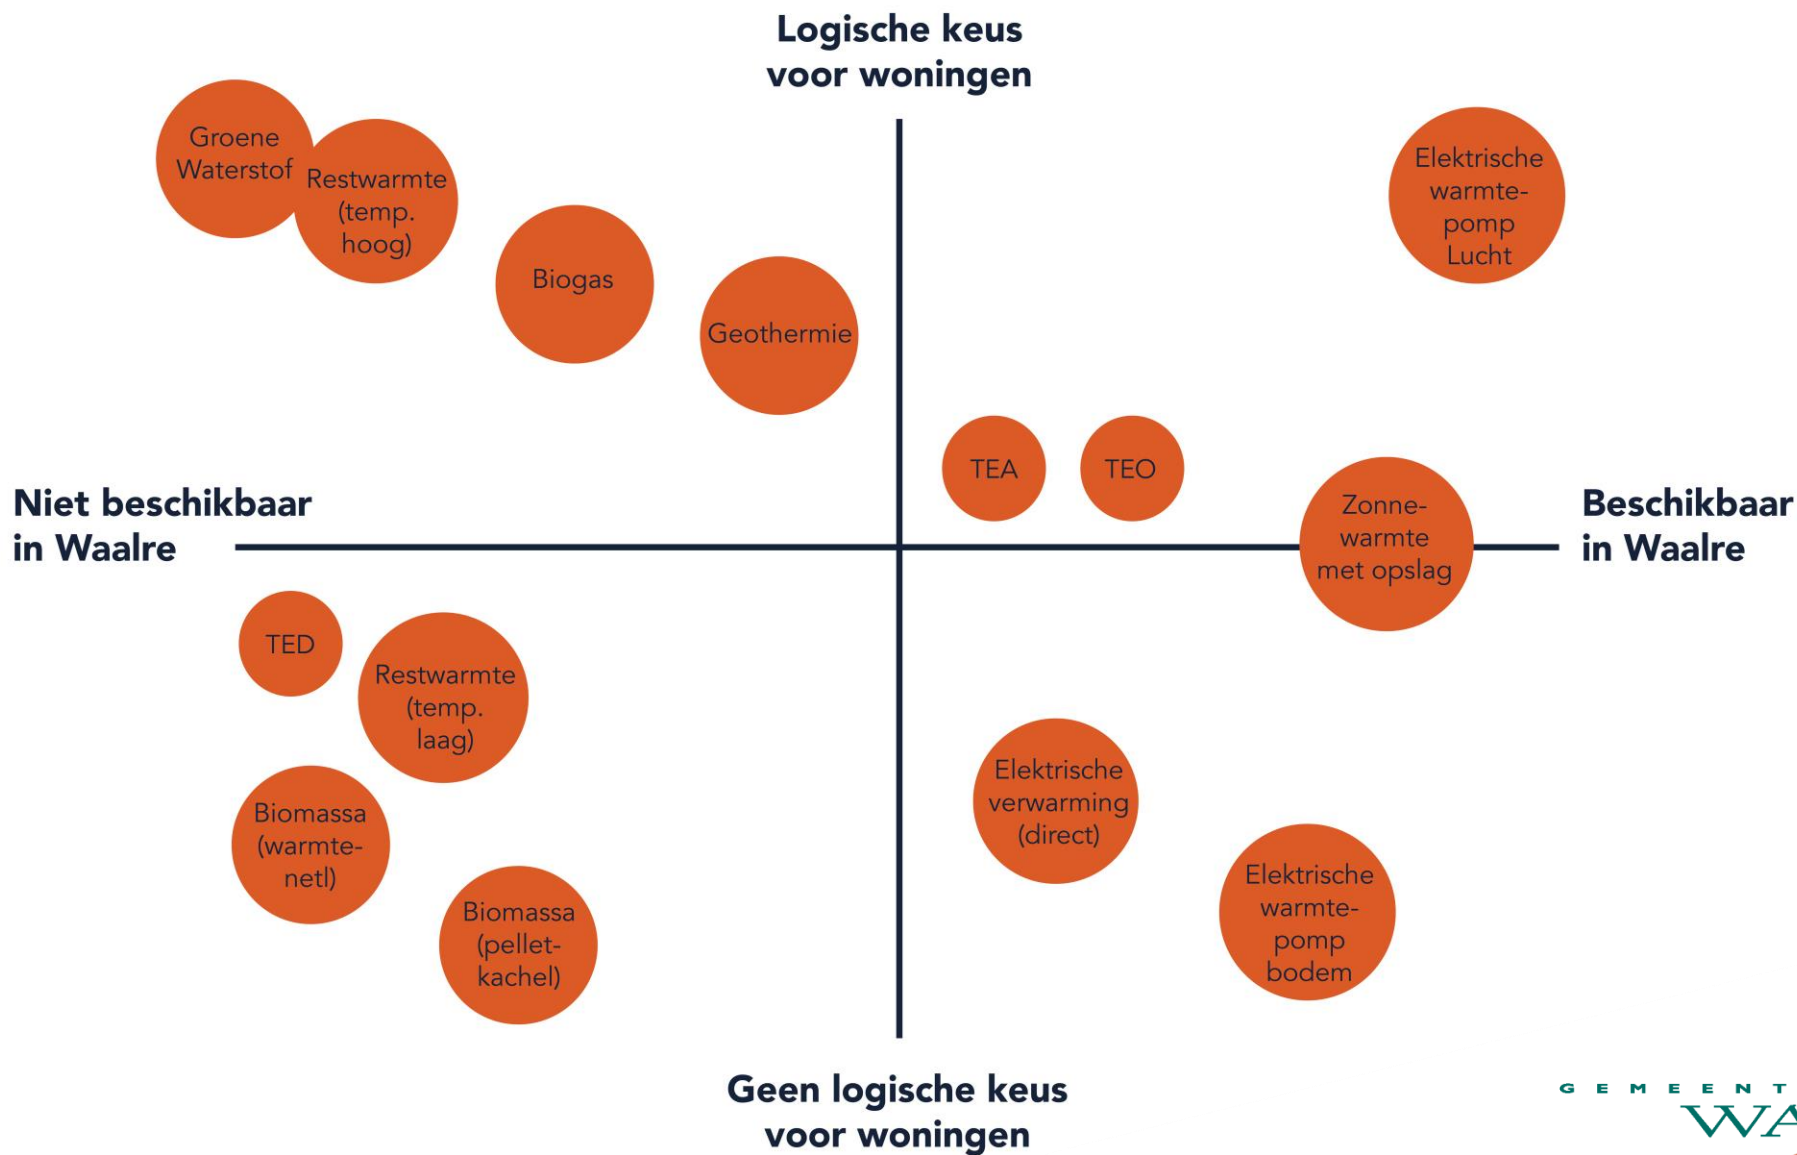 Logische keus
voor woningen
Groene
Waterstof
Restwarmte
(temp.
hoog)
Biogas
Geothermie
Elektrische
warmte-
pomp
Lucht
TEA
TEO
Zonne-
warmte
met opslag
Niet beschikbaar
in Waalre
Beschikbaar
in Waalre
TED
Restwarmte
(temp.
laag)
Biomassa
(warmte-
netl)
Biomassa
(pellet-
kachel)
Elektrische
verwarming
(direct)
Elektrische
warmte-
pomp
bodem
Geen logische keus
voor woningen
GEMEENT
WA